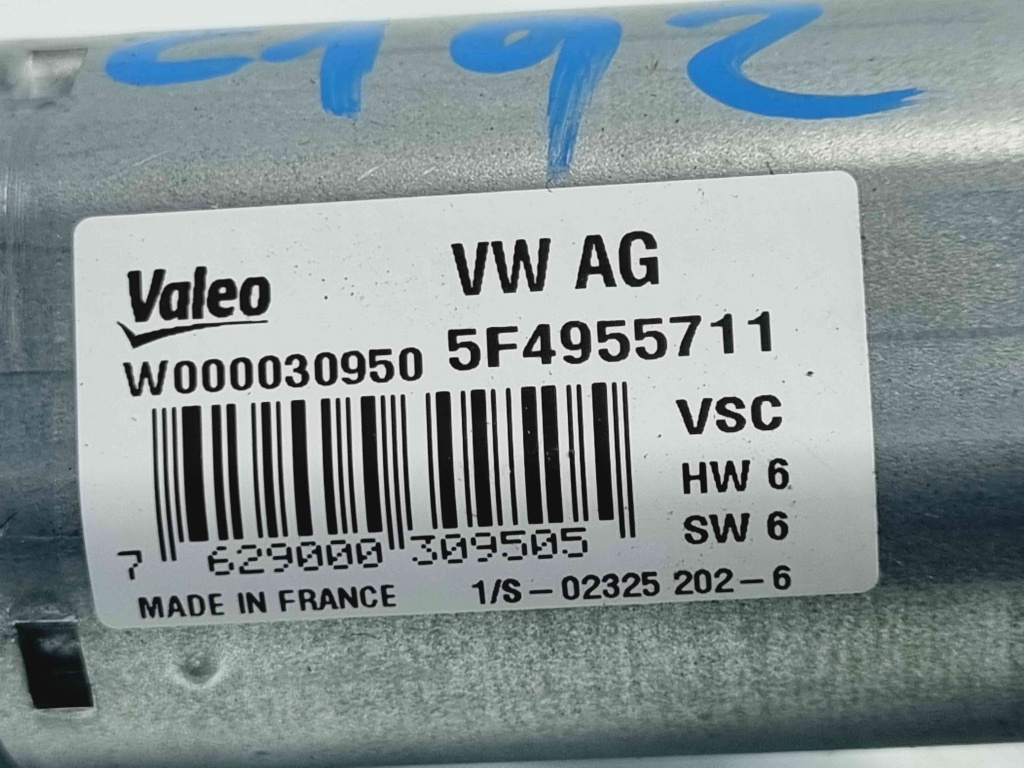 C192
Valeo
VW AG
W000030950 5F4955711
VSC
HW 6
SW 6
7 629000 309505
MADE IN FRANCE 1/S-02325 202-6